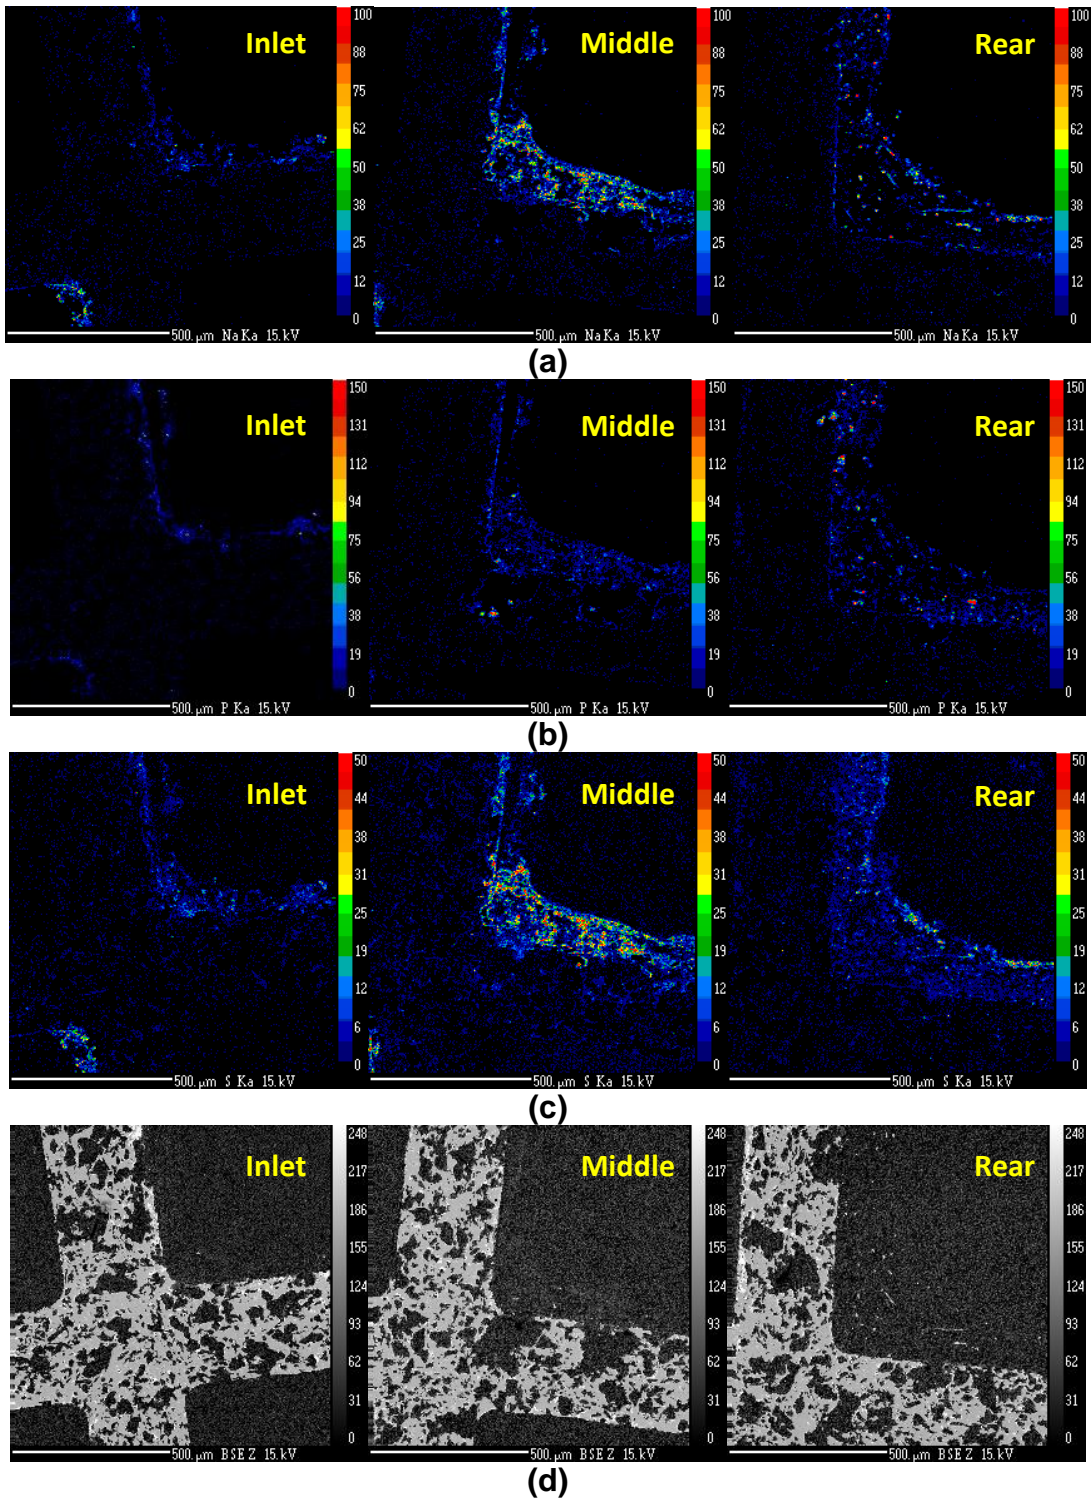 Inlet Middle Rear
100 100 100
88 88 88
75 75 75
62 62 62
50 50 50
38 38 38
25 25 25
12 12 12
0 0 0
500. µm Na Ka 15.kV 500. µm Na Ka 15.kV 500. µm Na Ka 15.kV
(a)
Inlet Middle Rear
150 150 150
131 131 131
112 112 112
94 94 94
75 75 75
56 56 56
38 38 38
19 19 19
0 0 0
500. µm P Ka 15.kV 500. µm P Ka 15.kV 500. µm P Ka 15.kV
(b)
Inlet Middle Rear
50 50 50
44 44 44
38 38 38
31 31 31
25 25 25
19 19 19
12 12 12
6 6 6
0 0 0
500. µm S Ka 15.kV 500. µm S Ka 15.kV 500. µm S Ka 15.kV
(c)
Inlet Middle Rear
248 248 248
217 217 217
186 186 186
155 155 155
124 124 124
93 93 93
62 62 62
31 31 31
0 0 0
500. µm BSE Z 15.kV 500. µm BSE Z 15.kV 500. µm BSE Z 15.kV
(d)